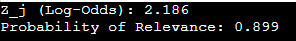 Z_j (Log-Odds): 2.186
Probability of Relevance: 0.899